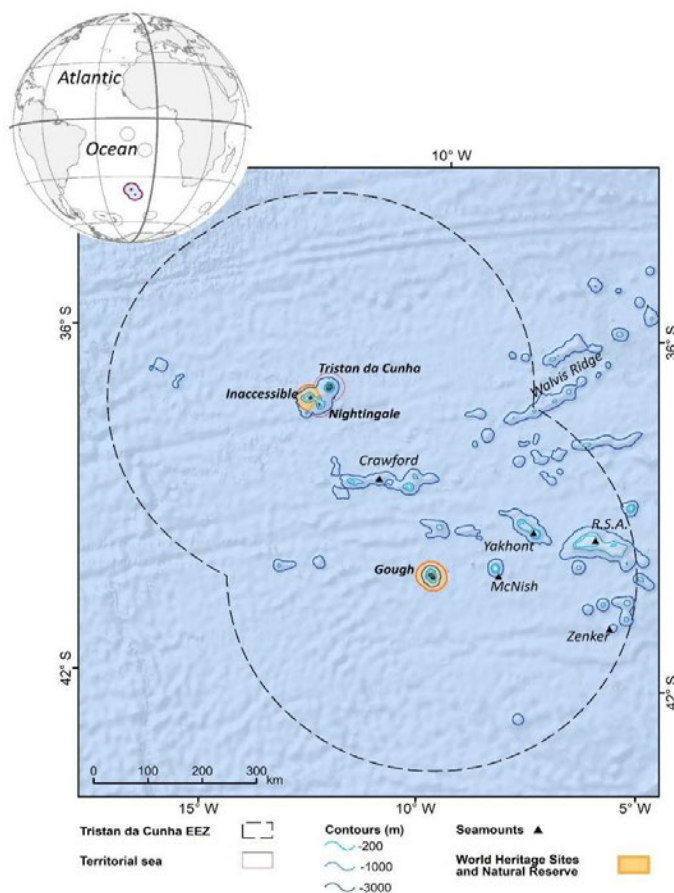 Atlantic
Ocean
10° W
36° S
36° S
Tristan da Cunha
Inaccessible
Nightingale
Walvis Ridge
Crawford
R.S.A.
Yakhont
Gough
McNish
Zenker
42° S
42° S
0 100 200 300
km
15° W 10° W 5° W
Tristan da Cunha EEZ
Territorial sea
Contours (m)
-200
-1000
-3000
Seamounts
World Heritage Sites
and Natural Reserve